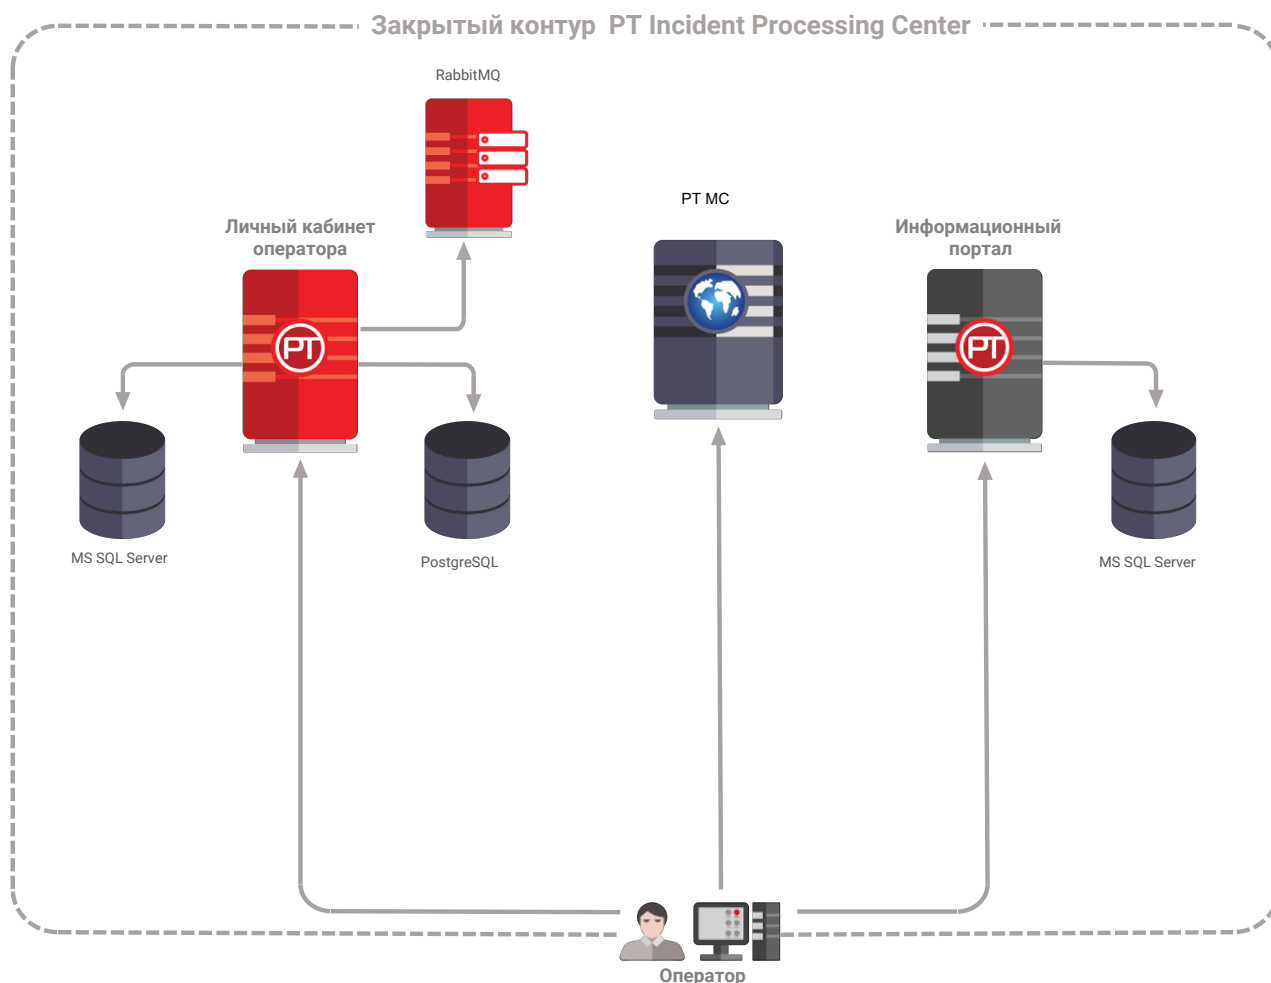 Закрытый контур PT Incident Processing Center
RabbitMQ
PT MC
Личный кабинет
оператора
Информационный
портал
PT
PT
MS SQL Server
PostgreSQL
MS SQL Server
Оператор